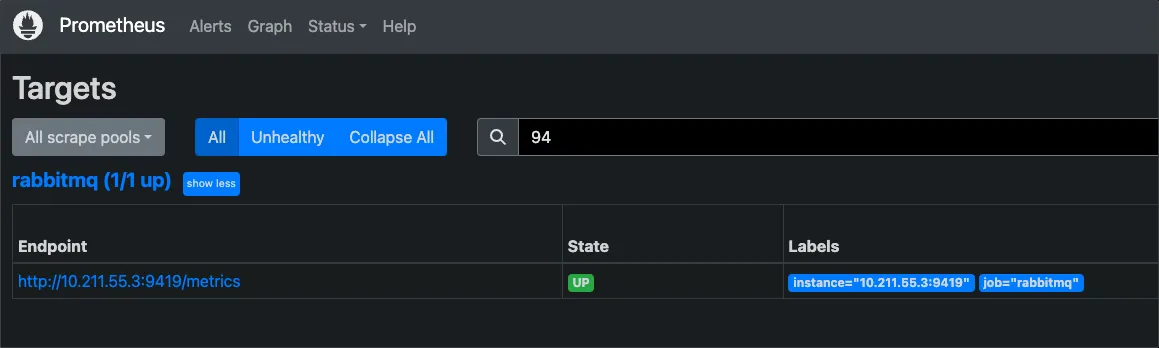 Prometheus Alerts Graph Status Help
Targets
All scrape pools All Unhealthy Collapse All 94
rabbitmq (1/1 up) show less
Endpoint State Labels
http://10.211.55.3:9419/metrics UP instance="10.211.55.3:9419" job="rabbitmq"